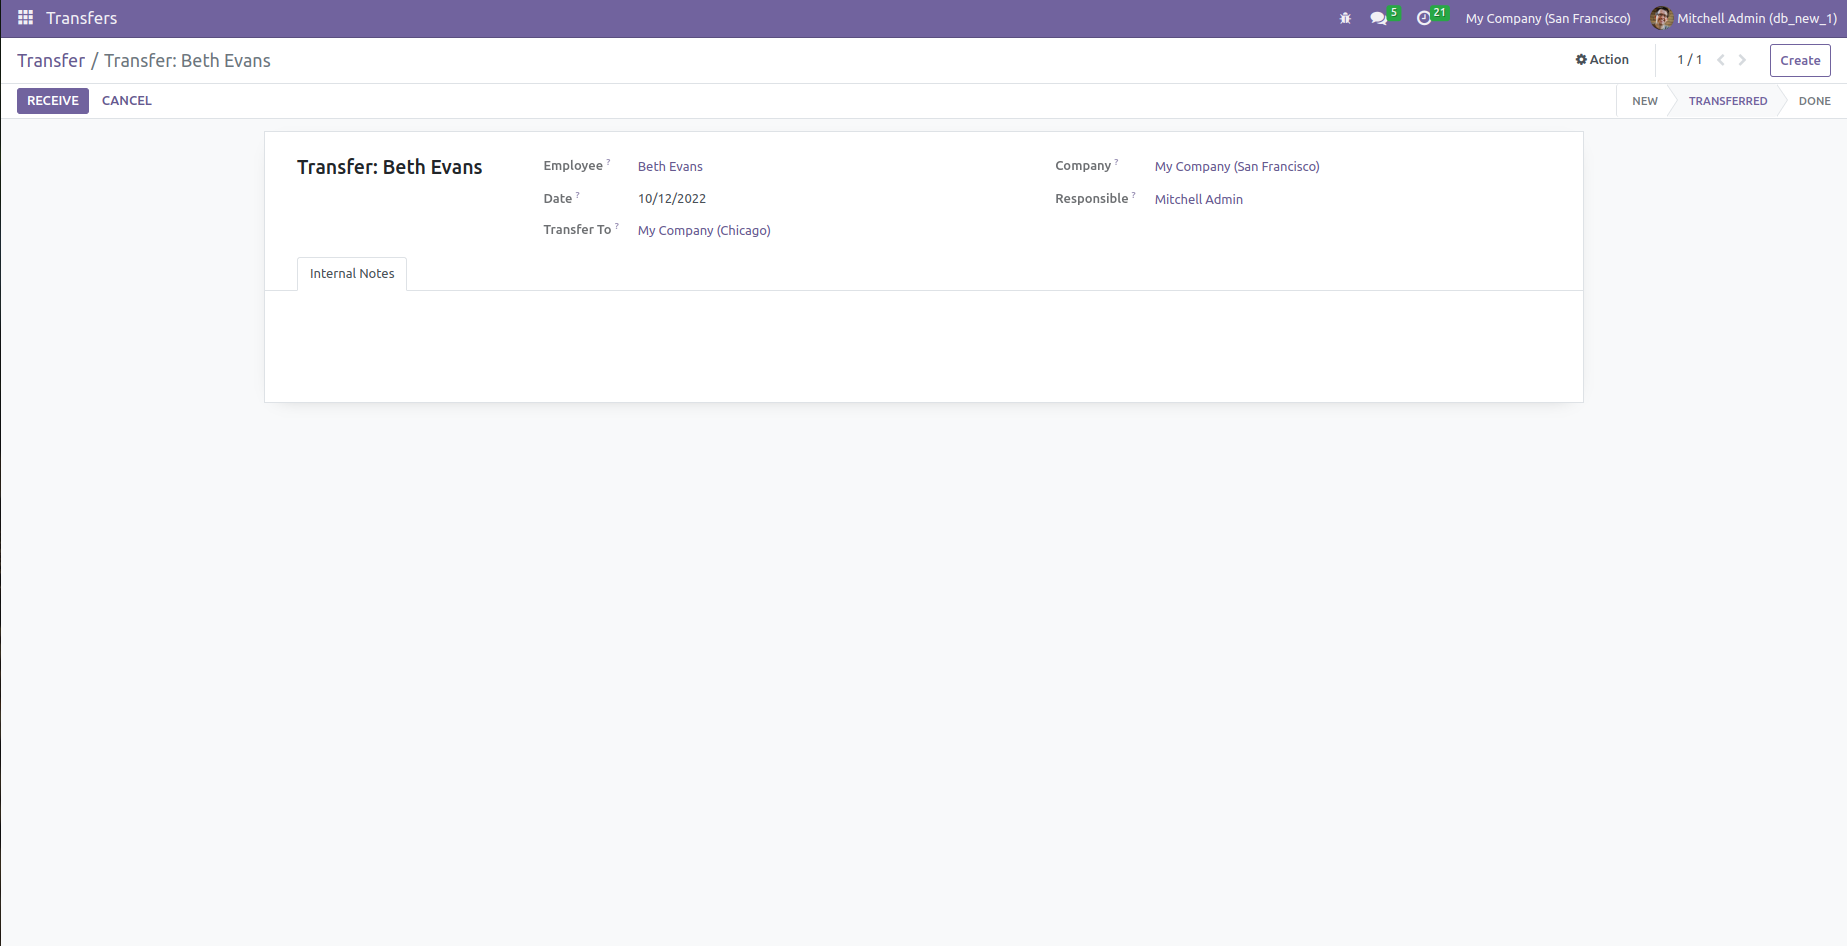 Transfers 5 21 My Company (San Francisco) Mitchell Admin (db_new_1)
Transfer / Transfer: Beth Evans Action 1 / 1 Create
RECEIVE CANCEL NEW TRANSFERRED DONE
Transfer: Beth Evans
Employee ? Beth Evans
Date ? 10/12/2022
Transfer To ? My Company (Chicago)
Company ? My Company (San Francisco)
Responsible ? Mitchell Admin
Internal Notes